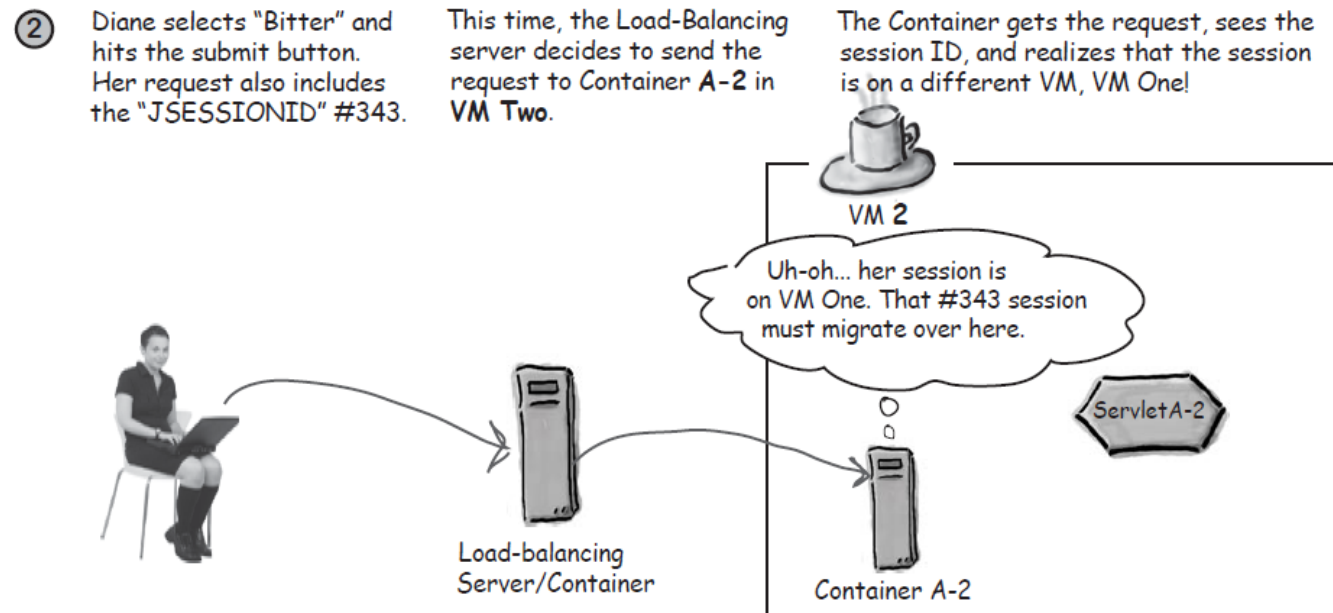 2
Diane selects “Bitter” and
hits the submit button.
Her request also includes
the “JSESSIONID” #343.
This time, the Load-Balancing
server decides to send the
request to Container A-2 in
VM Two.
The Container gets the request, sees the
session ID, and realizes that the session
is on a different VM, VM One!
VM 2
Uh-oh... her session is
on VM One. That #343 session
must migrate over here.
ServletA-2
Load-balancing
Server/Container
Container A-2